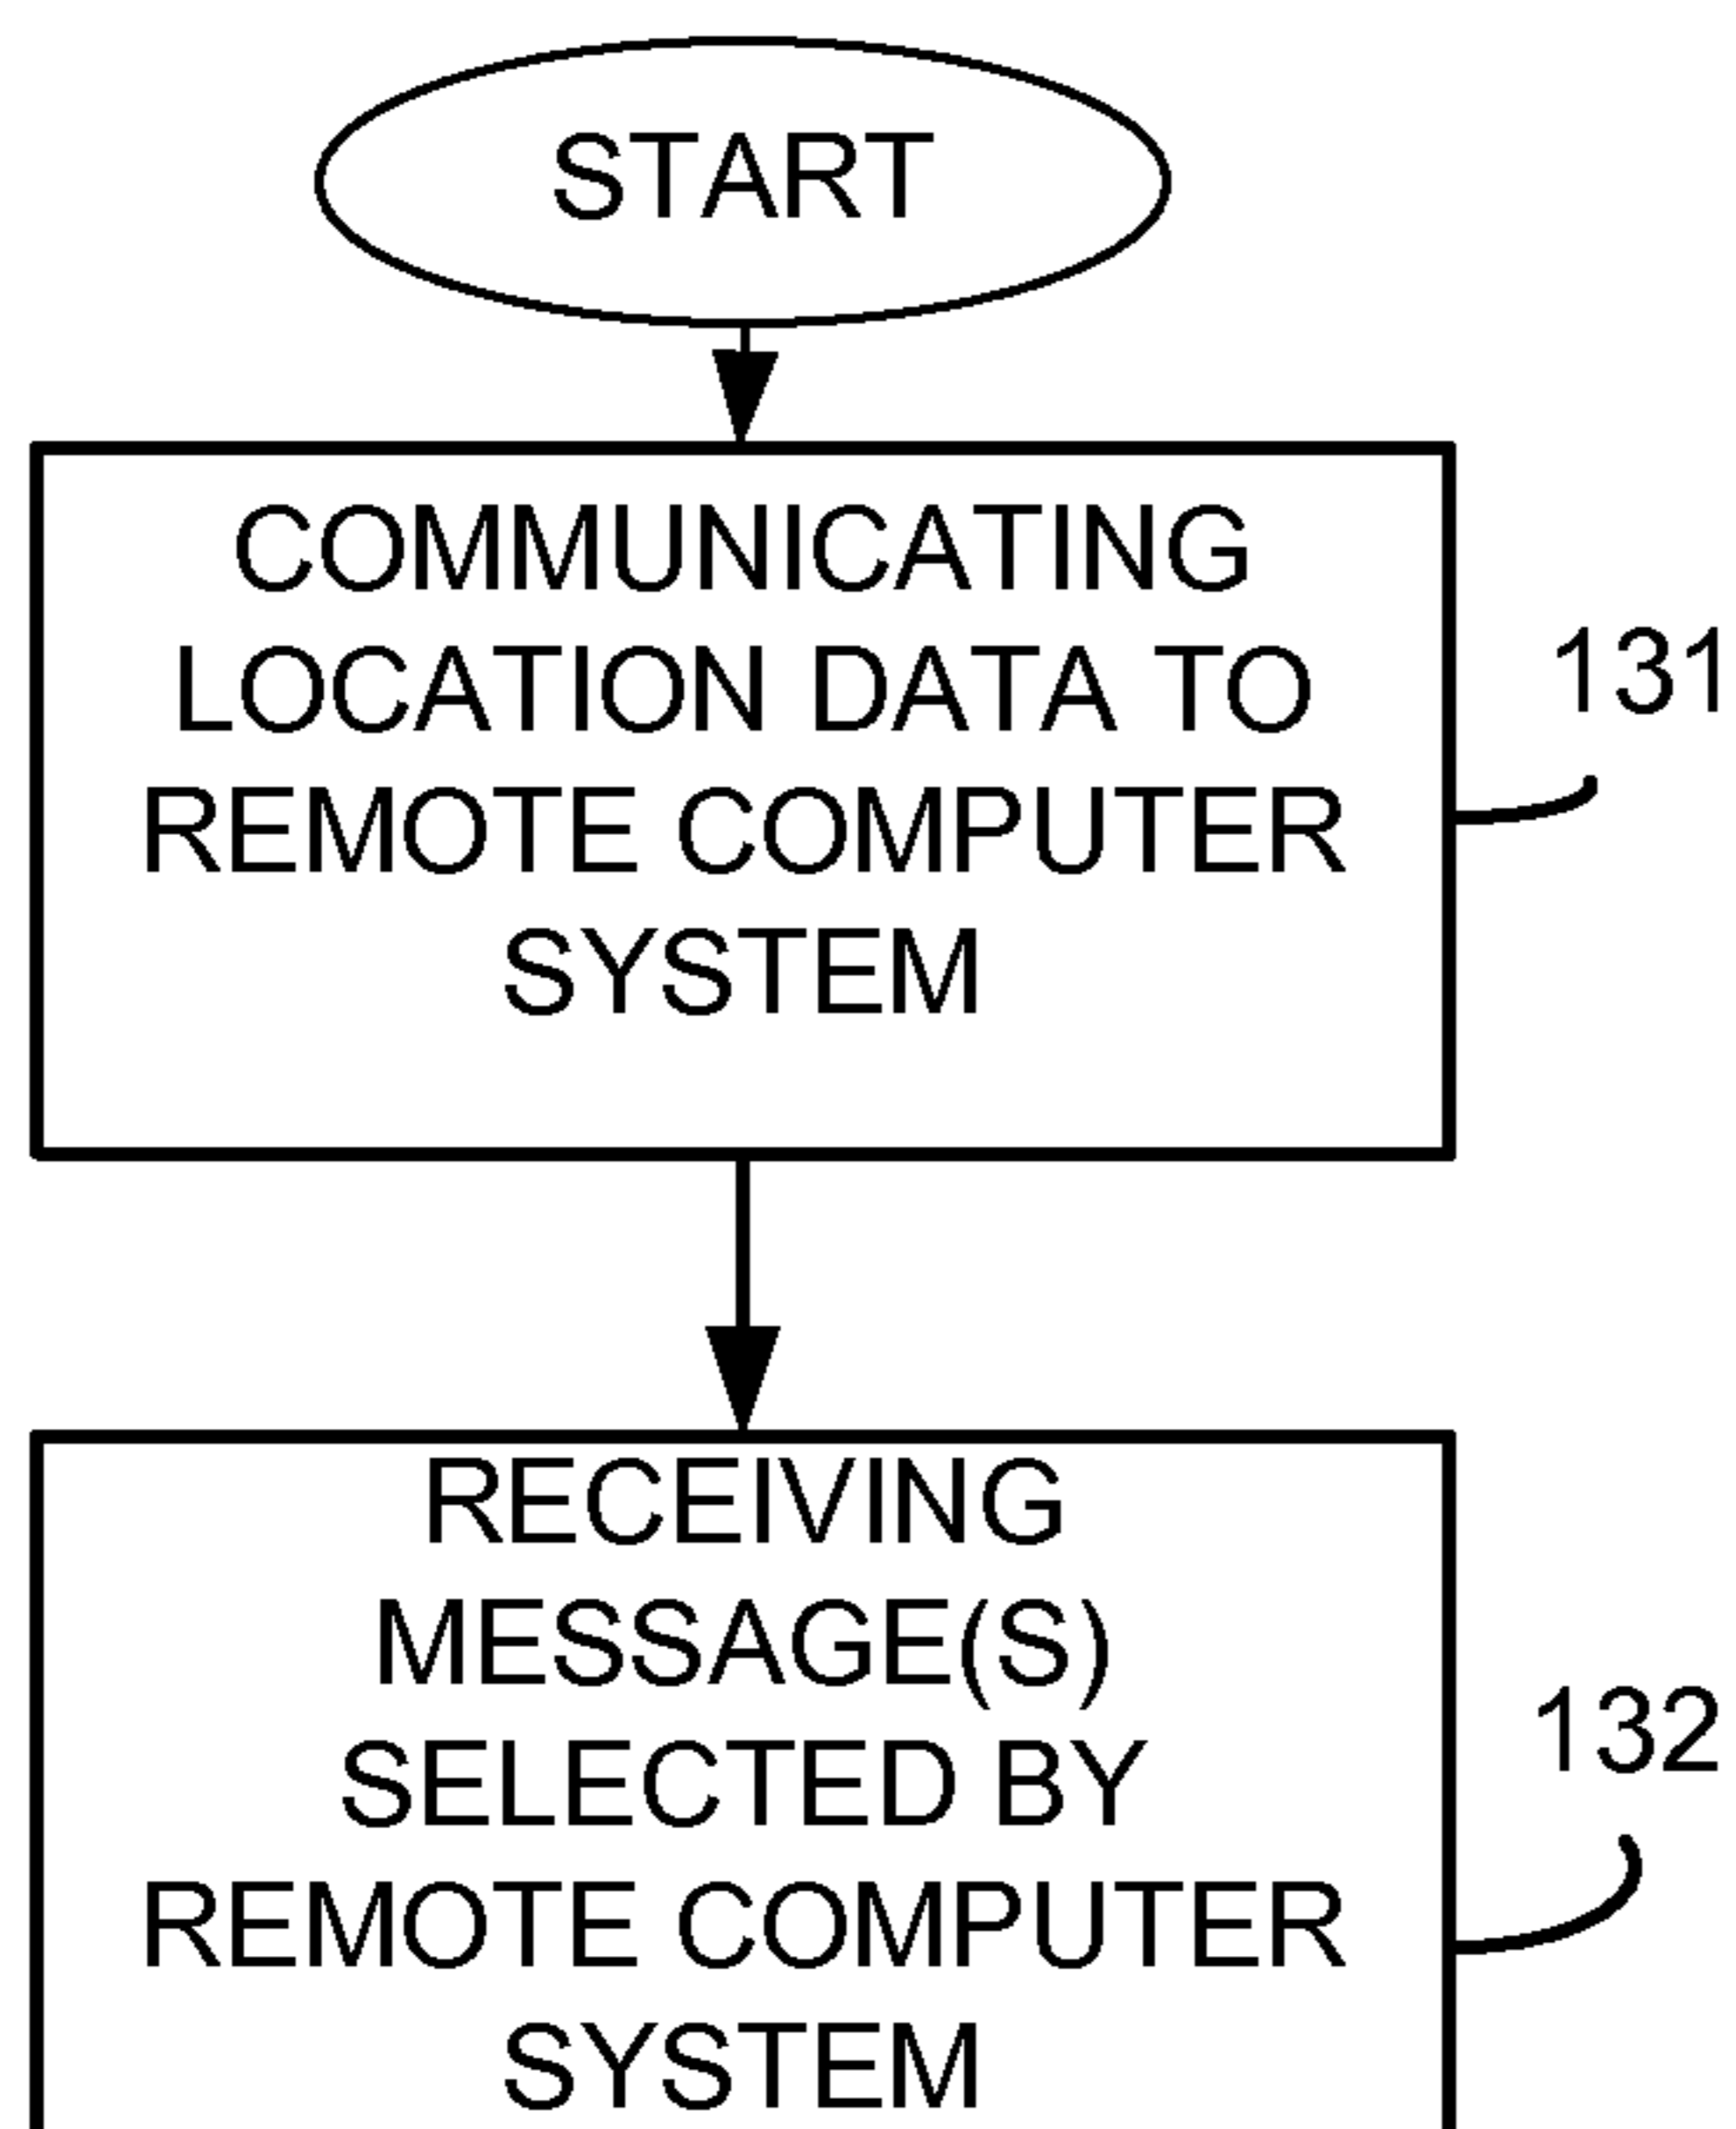 START
COMMUNICATING
LOCATION DATA TO
REMOTE COMPUTER
SYSTEM
131
RECEIVING
MESSAGE(S)
SELECTED BY
REMOTE COMPUTER
SYSTEM
132